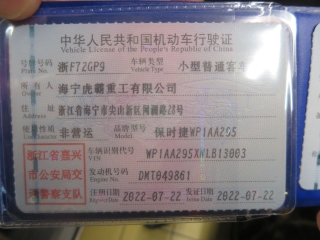 中华人民共和国机动车行驶证
Vehicle License of the People's Republic of China
号牌号码 浙F72GP9 车辆类型 小型普通客车
Plate No. Vehicle Type
所有人 海宁虎霸重工有限公司
Owner
住址 浙江省海宁市尖山新区闻澜路28号
使用性质 非营运 品牌型号 保时捷WP1AA295
浙江省嘉兴
市公安局交
通警察支队
车辆识别代号 WP1AA295XNLB13003
VIN
发动机号码 DMT049861
Engine No.
注册日期 2022-07-22 发证日期 2022-07-22
Register Date Issue Date